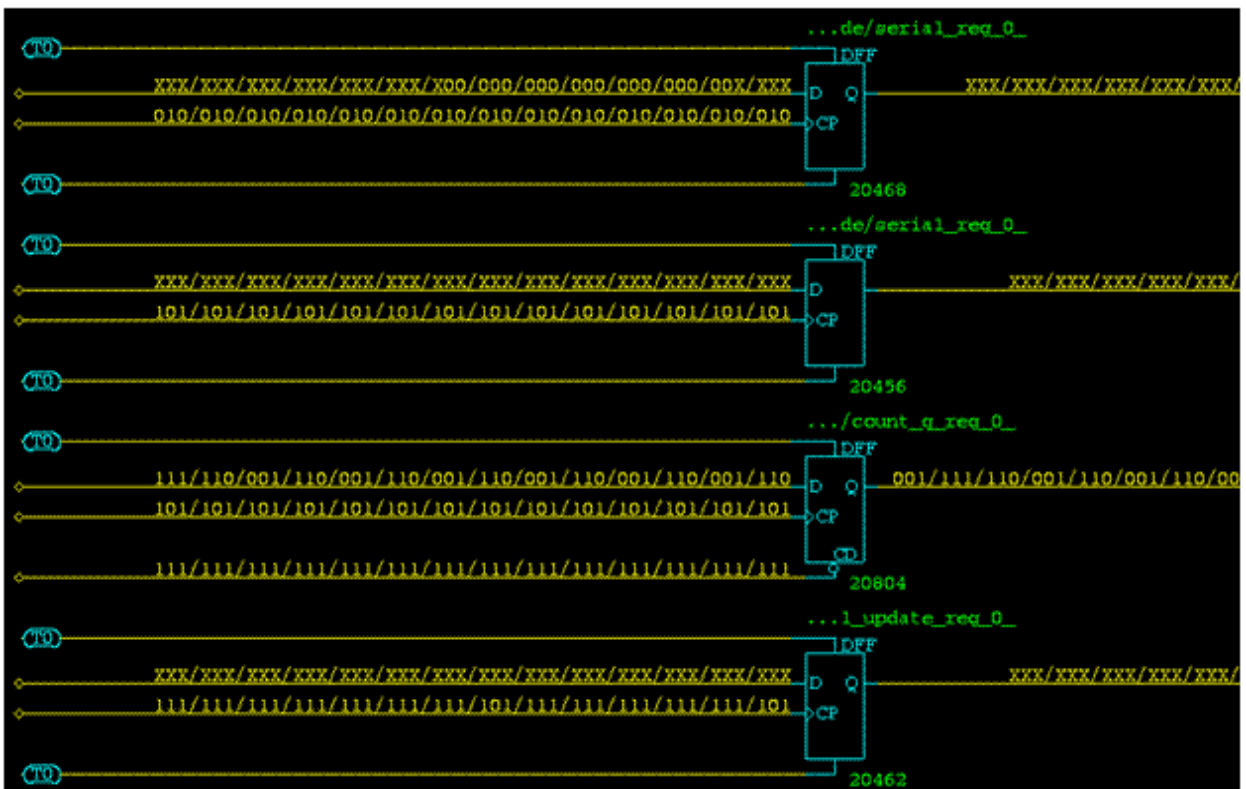 ...de/serial_reg_0_
(T0) DFF
XXX/XXX/XXX/XXX/XXX/XXX/X00/000/000/000/000/000/00X/XXX D Q XXX/XXX/XXX/XXX/XXX/XXX/
010/010/010/010/010/010/010/010/010/010/010/010/010/010 CP
(T0) 20468
...de/serial_reg_0_
(T0) DFF
XXX/XXX/XXX/XXX/XXX/XXX/XXX/XXX/XXX/XXX/XXX/XXX/XXX/XXX D Q XXX/XXX/XXX/XXX/XXX/
101/101/101/101/101/101/101/101/101/101/101/101/101/101 CP
(T0) 20456
.../count_q_reg_0_
(T0) DFF
111/110/001/110/001/110/001/110/001/110/001/110/001/110 D Q 001/111/110/001/110/001/110/00
101/101/101/101/101/101/101/101/101/101/101/101/101/101 CP
111/111/111/111/111/111/111/111/111/111/111/111/111/111 CD
20804
...l_update_reg_0_
(T0) DFF
XXX/XXX/XXX/XXX/XXX/XXX/XXX/XXX/XXX/XXX/XXX/XXX/XXX/XXX D Q XXX/XXX/XXX/XXX/XXX/
111/111/111/111/111/111/111/101/111/111/111/111/111/101 CP
(T0) 20462